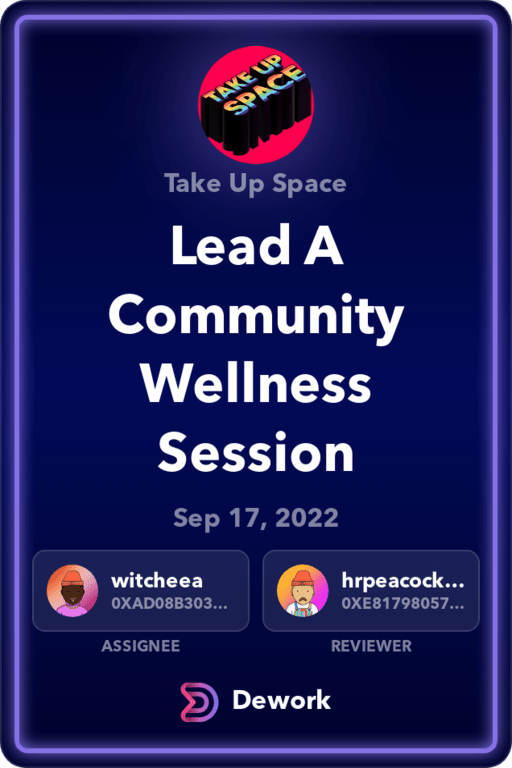 TAKE UP
SPACE
Take Up Space
Lead A
Community
Wellness
Session
Sep 17, 2022
witcheea
0XAD08B303...
ASSIGNEE
hrpeacock...
0XE81798057...
REVIEWER
Dework